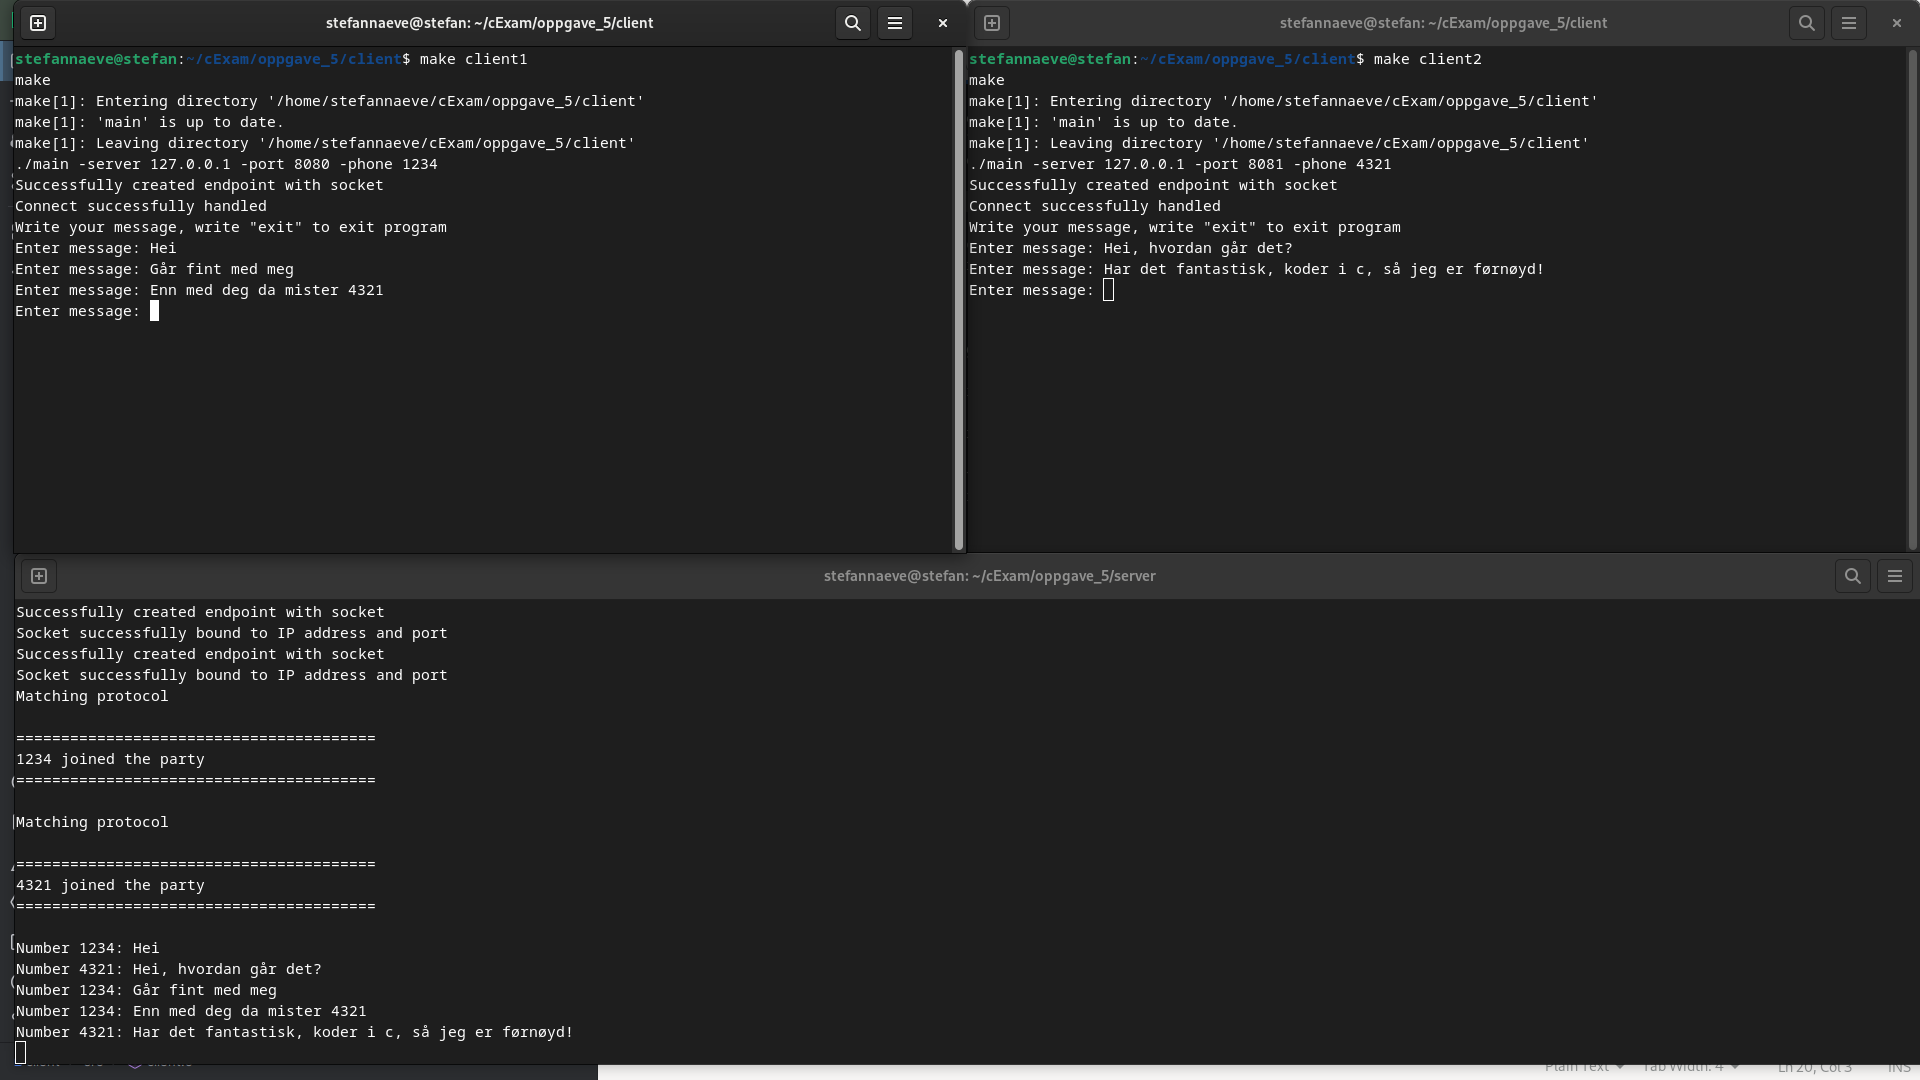 stefannaeve@stefan: ~/cExam/oppgave_5/client
stefannaeve@stefan:~/cExam/oppgave_5/client$ make client1
make
make[1]: Entering directory '/home/stefannaeve/cExam/oppgave_5/client'
make[1]: 'main' is up to date.
make[1]: Leaving directory '/home/stefannaeve/cExam/oppgave_5/client'
./main -server 127.0.0.1 -port 8080 -phone 1234
Successfully created endpoint with socket
Connect successfully handled
Write your message, write "exit" to exit program
Enter message: Hei
Enter message: Går fint med meg
Enter message: Enn med deg da mister 4321
Enter message:
stefannaeve@stefan: ~/cExam/oppgave_5/client
stefannaeve@stefan:~/cExam/oppgave_5/client$ make client2
make
make[1]: Entering directory '/home/stefannaeve/cExam/oppgave_5/client'
make[1]: 'main' is up to date.
make[1]: Leaving directory '/home/stefannaeve/cExam/oppgave_5/client'
./main -server 127.0.0.1 -port 8081 -phone 4321
Successfully created endpoint with socket
Connect successfully handled
Write your message, write "exit" to exit program
Enter message: Hei, hvordan går det?
Enter message: Har det fantastisk, koder i c, så jeg er førnøyd!
Enter message:
stefannaeve@stefan: ~/cExam/oppgave_5/server
Successfully created endpoint with socket
Socket successfully bound to IP address and port
Successfully created endpoint with socket
Socket successfully bound to IP address and port
Matching protocol
========================================
1234 joined the party
========================================
Matching protocol
========================================
4321 joined the party
========================================
Number 1234: Hei
Number 4321: Hei, hvordan går det?
Number 1234: Går fint med meg
Number 1234: Enn med deg da mister 4321
Number 4321: Har det fantastisk, koder i c, så jeg er førnøyd!
Plain Text Tab Width: 4 Ln 20, Col 3 INS